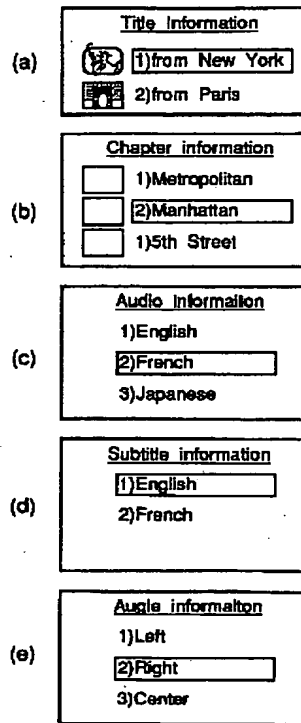 Title Information
(a)
1)from New York
2)from Paris
Chapter information
(b)
1)Metropolitan
2)Manhattan
1)5th Street
Audio Information
(c)
1)English
2)French
3)Japanese
Subtitle information
(d)
1)English
2)French
Augle informaiton
(e)
1)Left
2)Right
3)Center